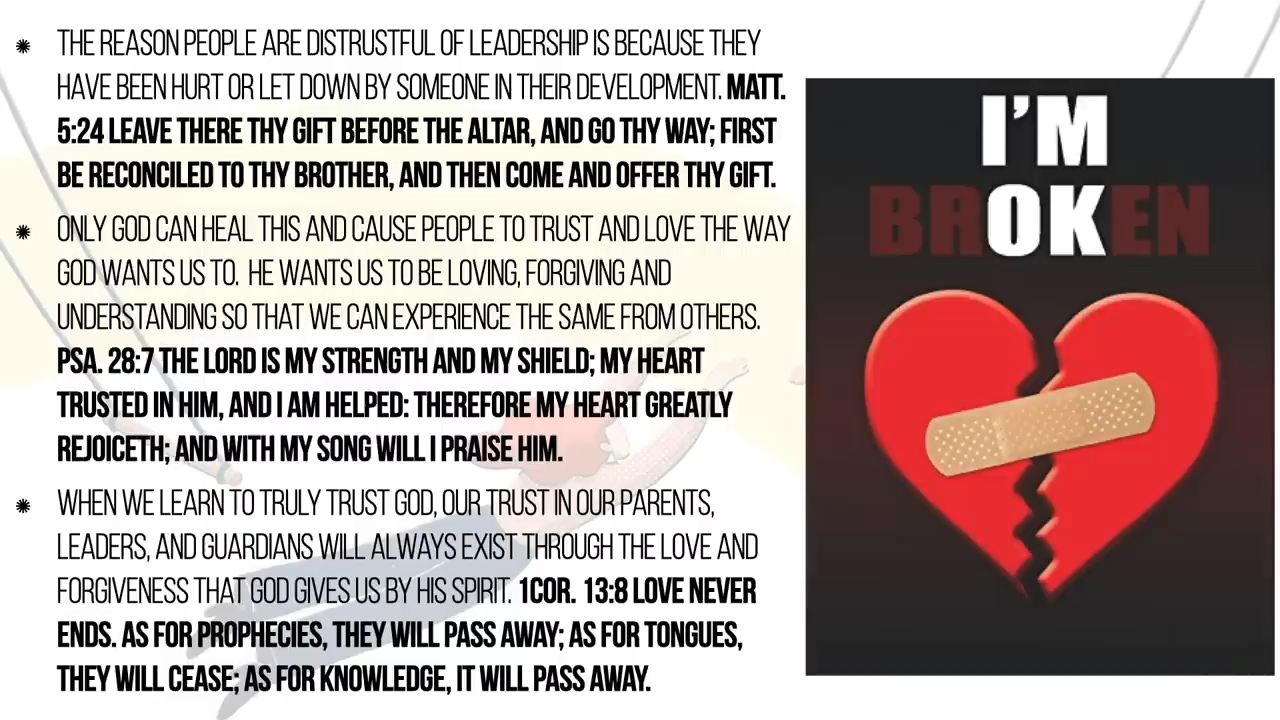 THE REASON PEOPLE ARE DISTRUSTFUL OF LEADERSHIP IS BECAUSE THEY
HAVE BEEN HURT OR LET DOWN BY SOMEONE IN THEIR DEVELOPMENT. MATT.
5:24 LEAVE THERE THY GIFT BEFORE THE ALTAR, AND GO THY WAY; FIRST
BE RECONCILED TO THY BROTHER, AND THEN COME AND OFFER THY GIFT.
ONLY GOD CAN HEAL THIS AND CAUSE PEOPLE TO TRUST AND LOVE THE WAY
GOD WANTS US TO. HE WANTS US TO BE LOVING, FORGIVING AND
UNDERSTANDING SO THAT WE CAN EXPERIENCE THE SAME FROM OTHERS.
PSA. 28:7 THE LORD IS MY STRENGTH AND MY SHIELD; MY HEART
TRUSTED IN HIM, AND I AM HELPED: THEREFORE MY HEART GREATLY
REJOICETH; AND WITH MY SONG WILL I PRAISE HIM.
WHEN WE LEARN TO TRULY TRUST GOD, OUR TRUST IN OUR PARENTS,
LEADERS, AND GUARDIANS WILL ALWAYS EXIST THROUGH THE LOVE AND
FORGIVENESS THAT GOD GIVES US BY HIS SPIRIT. 1COR. 13:8 LOVE NEVER
ENDS. AS FOR PROPHECIES, THEY WILL PASS AWAY; AS FOR TONGUES,
THEY WILL CEASE; AS FOR KNOWLEDGE, IT WILL PASS AWAY.
I'M
BROKEN